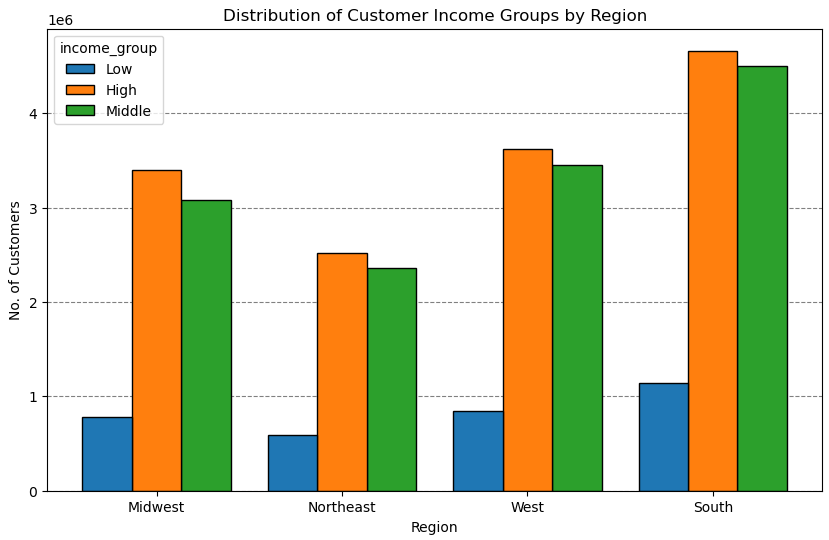 Distribution of Customer Income Groups by Region
1e6
income_group
Low
High
Middle
4
3
2
1
0
No. of Customers
Midwest Northeast West South
Region